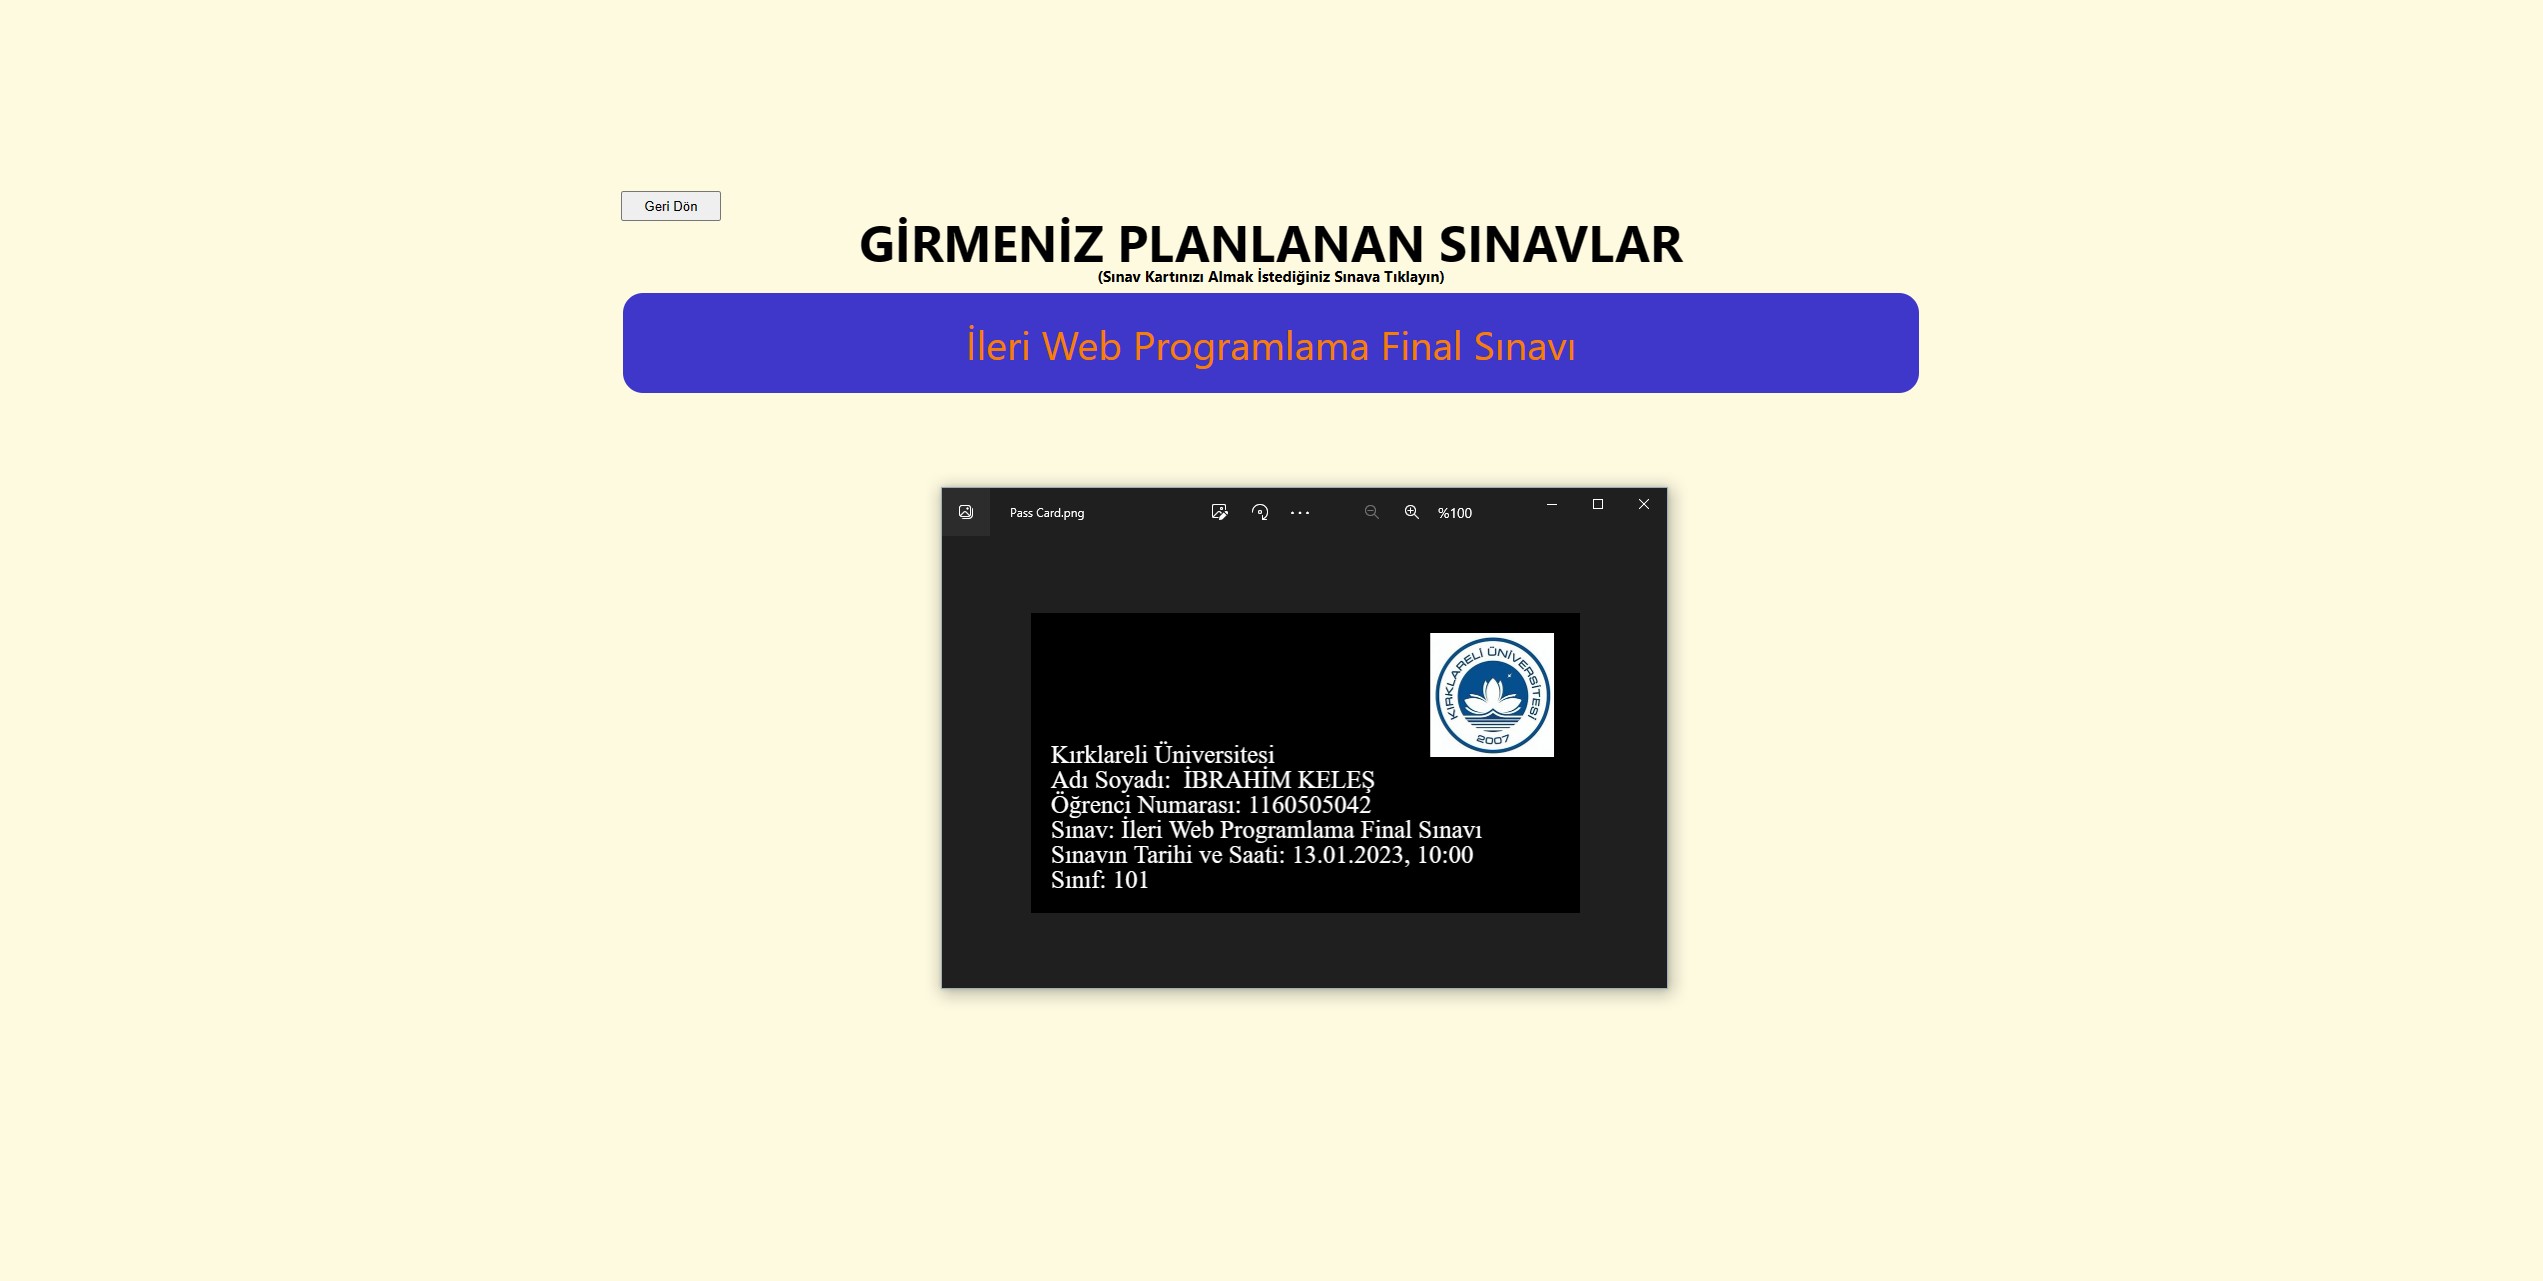 Geri Dön
GİRMENİZ PLANLANAN SINAVLAR
(Sınav Kartınızı Almak İstediğiniz Sınava Tıklayın)
İleri Web Programlama Final Sınavı
Pass Card.png
%100
KIRKLARELİ ÜNİVERSİTESİ
2007
Kırklareli Üniversitesi
Adı Soyadı:  İBRAHİM KELEŞ
Öğrenci Numarası: 1160505042
Sınav: İleri Web Programlama Final Sınavı
Sınavın Tarihi ve Saati: 13.01.2023, 10:00
Sınıf: 101